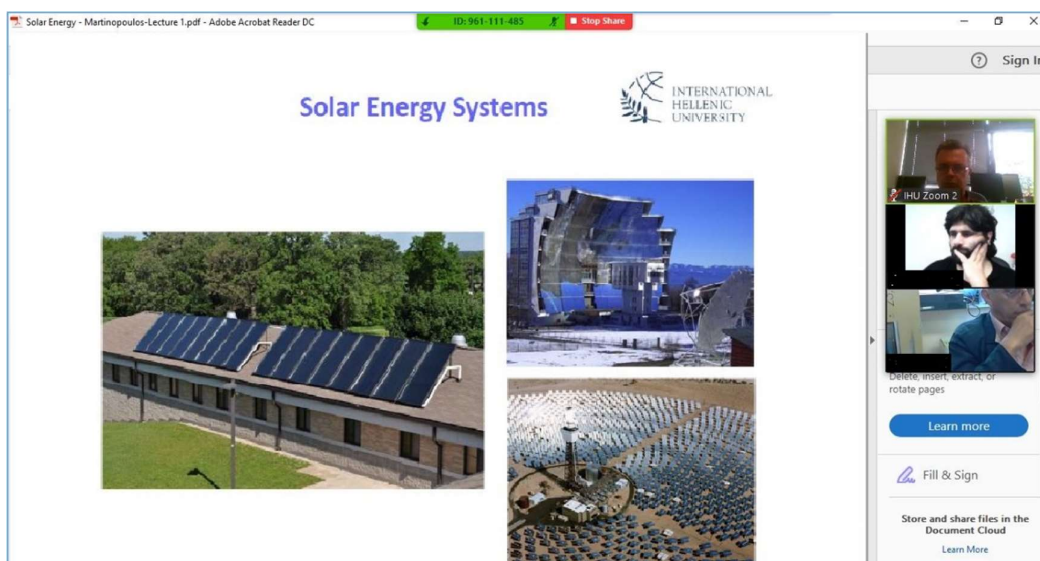 Solar Energy - Martinopoulos-Lecture 1.pdf - Adobe Acrobat Reader DC
ID: 961-111-485
Stop Share
Sign In
Solar Energy Systems
INTERNATIONAL
HELLENIC
UNIVERSITY
IHU Zoom 2
Delete, insert, extract, or
rotate pages
Learn more
Fill & Sign
Store and share files in the
Document Cloud
Learn More